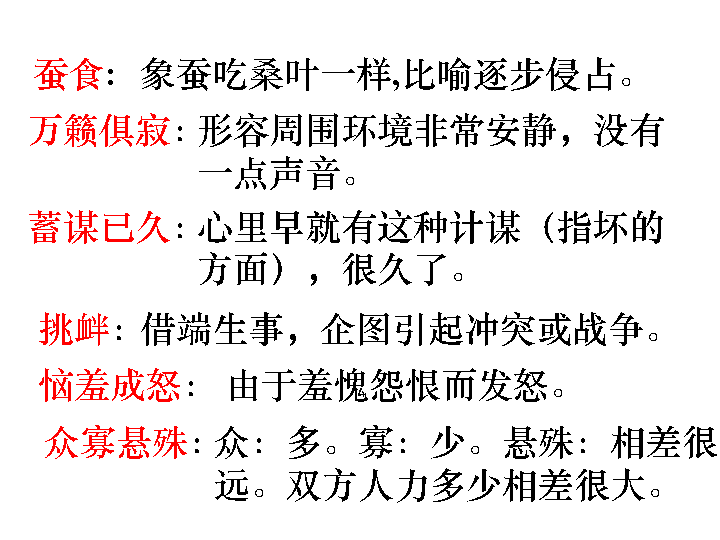 蚕食：象蚕吃桑叶一样,比喻逐步侵占。
万籁俱寂：形容周围环境非常安静，没有
一点声音。
蓄谋已久：心里早就有这种计谋（指坏的
方面），很久了。
挑衅：借端生事，企图引起冲突或战争。
恼羞成怒：由于羞愧怨恨而发怒。
众寡悬殊：众：多。寡：少。悬殊：相差很
远。双方人力多少相差很大。